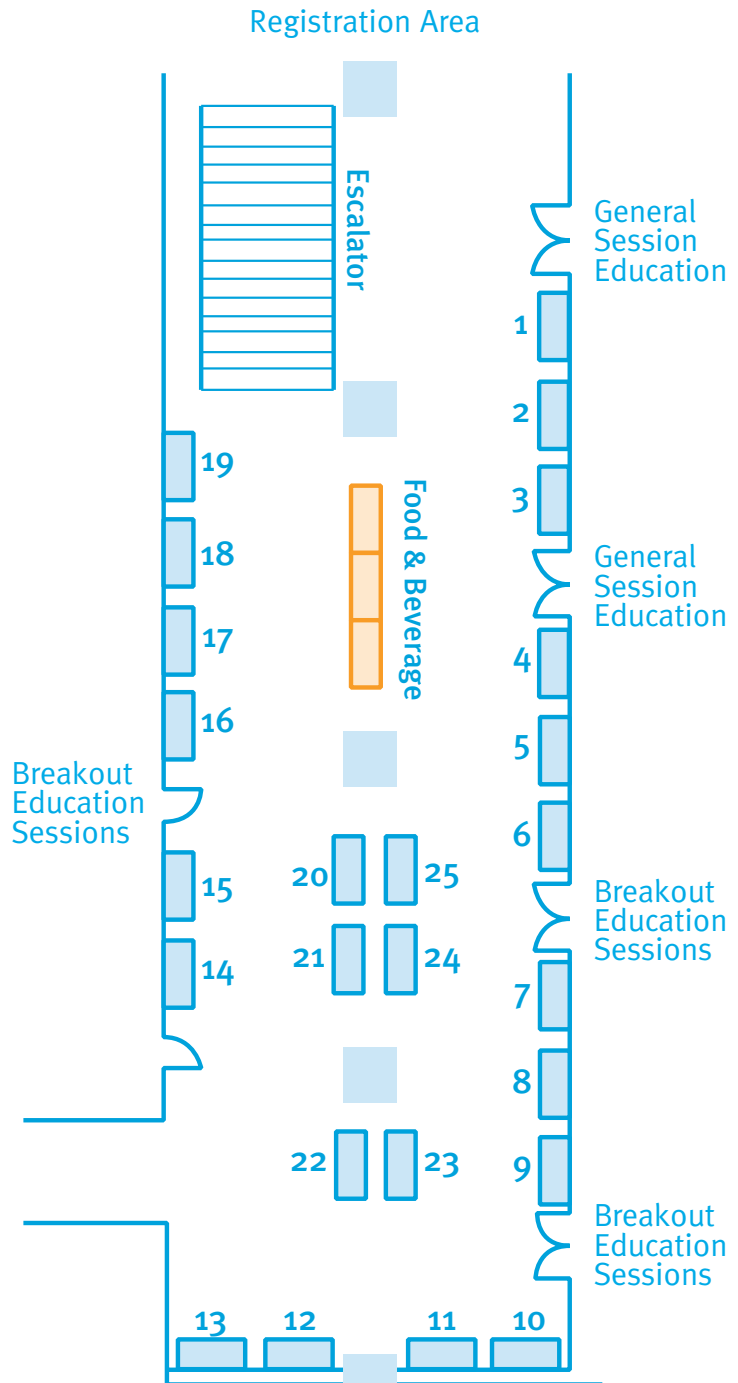 Registration Area
Escalator
General
Session
Education
1
2
19
3
Food & Beverage
18
General
Session
Education
17
4
16
5
Breakout
Education
Sessions
6
20
25
15
Breakout
Education
Sessions
21
24
14
7
8
22
23
9
Breakout
Education
Sessions
13
12
11
10